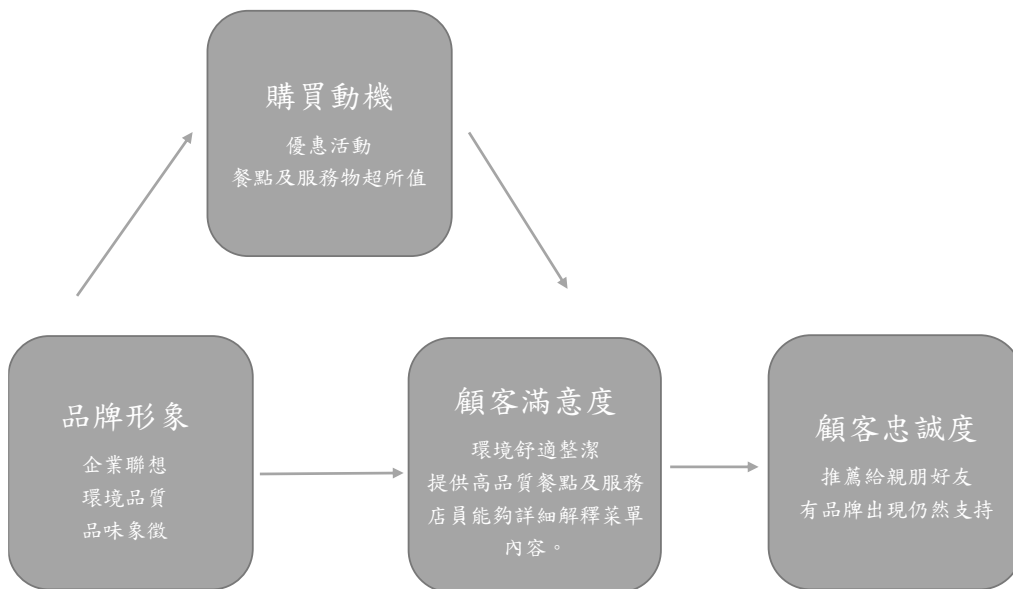 購買動機
優惠活動
餐點及服務物超所值
品牌形象
企業聯想
環境品質
品味象徵
顧客滿意度
環境舒適整潔
提供高品質餐點及服務
店員能夠詳細解釋菜單
內容。
顧客忠誠度
推薦給親朋好友
有品牌出現仍然支持